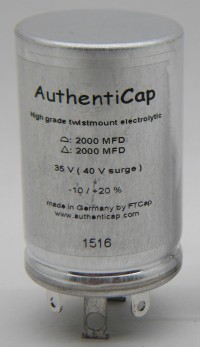 AuthentiCap
High grade twistmount electrolytic
⌓: 2000 MFD
△: 2000 MFD
35 V ( 40 V surge )
-10 / +20 %
made in Germany by FTCap
www.authenticap.com
1516